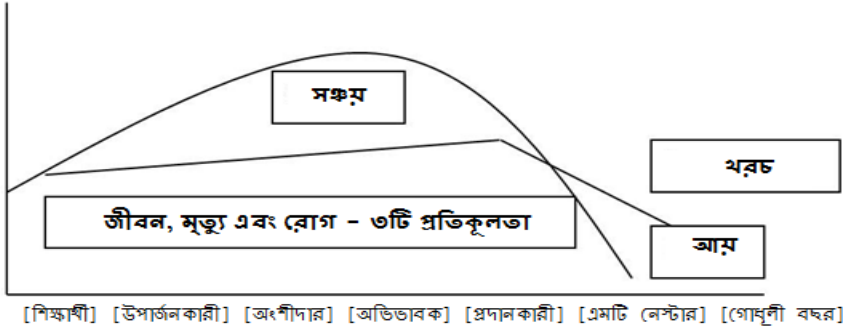 সঞ্চয়
খরচ
জীবন, মৃত্যু এবং রোগ – ৩টি প্রতিকূলতা
আয়
[শিক্ষার্থী] [উপার্জনকারী] [অংশীদার] [অভিভাবক] [প্রদানকারী] [এমটি নেস্টার] [গোধূলী বছর]